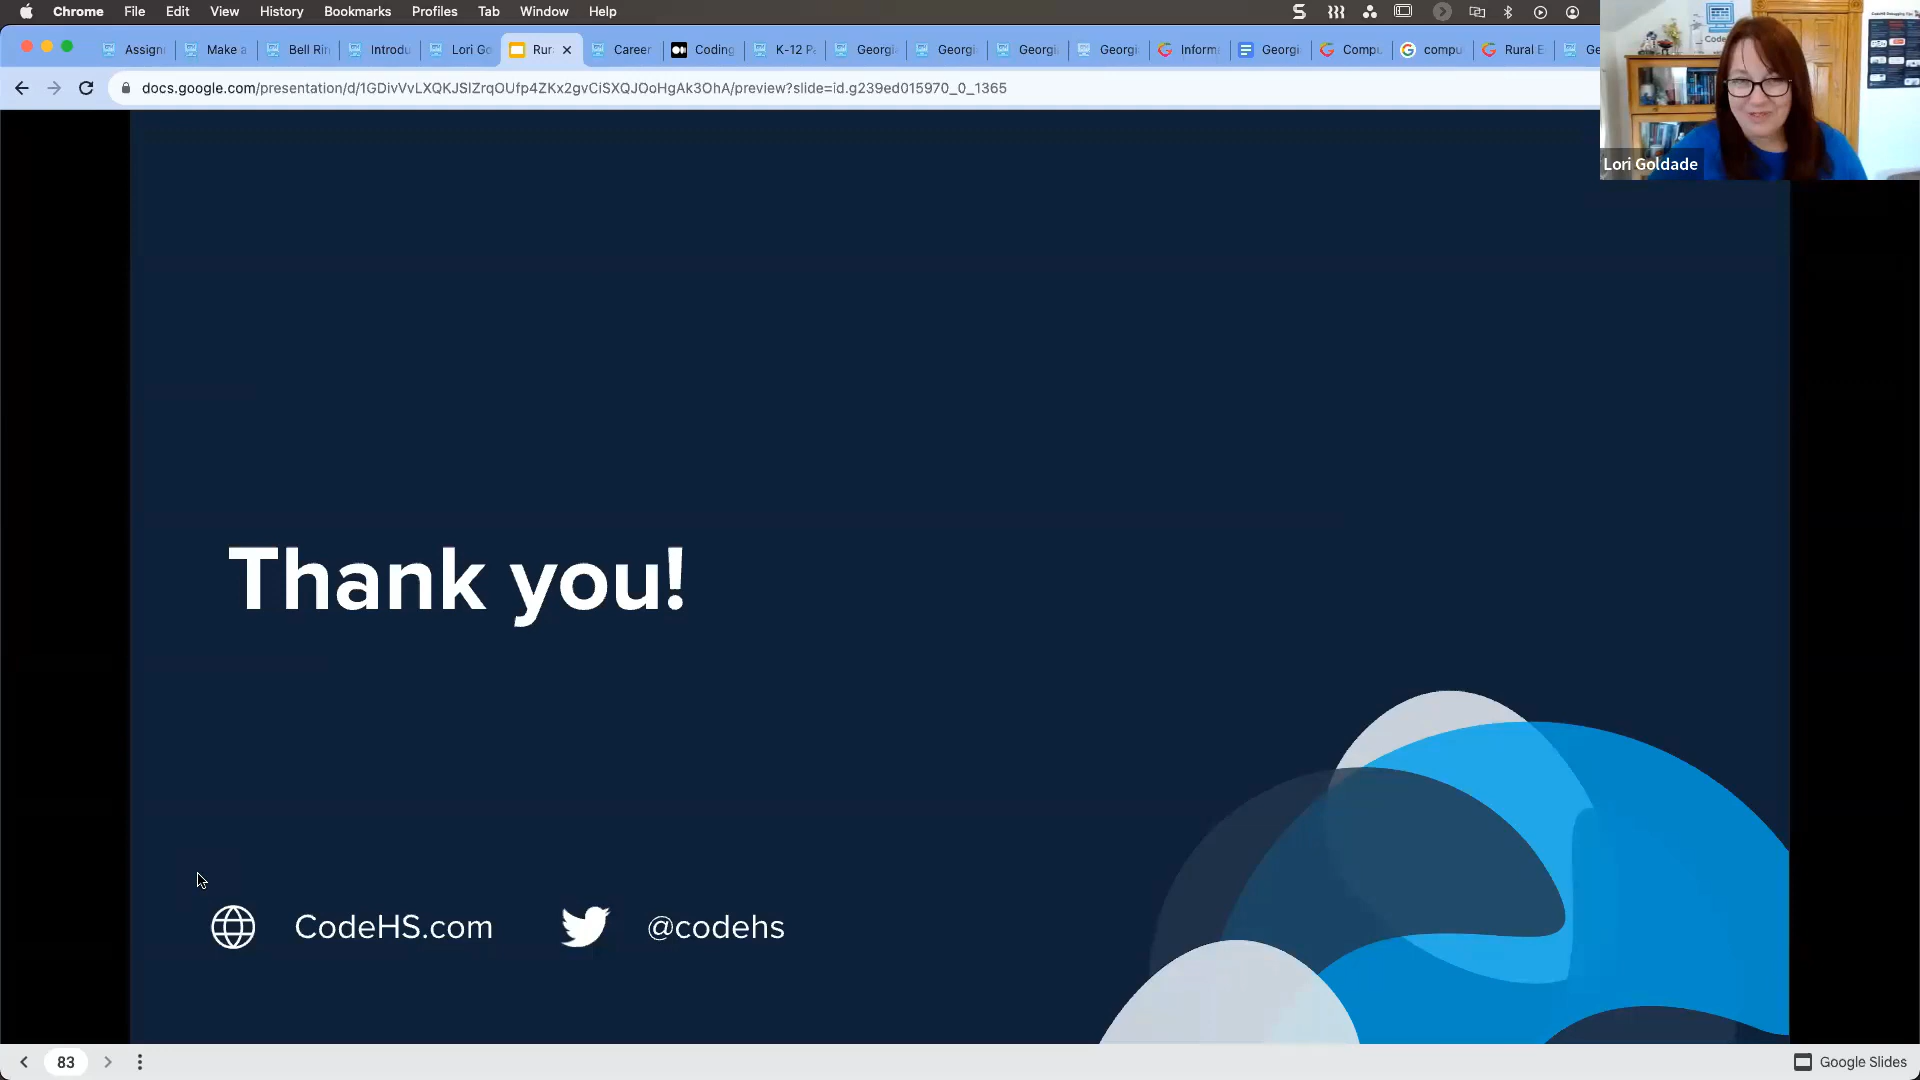 Chrome File Edit View History Bookmarks Profiles Tab Window Help
Assign Make a Bell Rin Introdu Lori Go Rur Career Coding K-12 Pa Georgi Georgi Georgi Georgi Inform Georgi Compu compu Rural E Ge
docs.google.com/presentation/d/1GDivVvLXQKJSlZrqOUfp4ZKx2gvCiSXQJOoHgAk3OhA/preview?slide=id.g239ed015970_0_1365
Lori Goldade
Thank you!
CodeHS.com @codehs
83 Google Slides